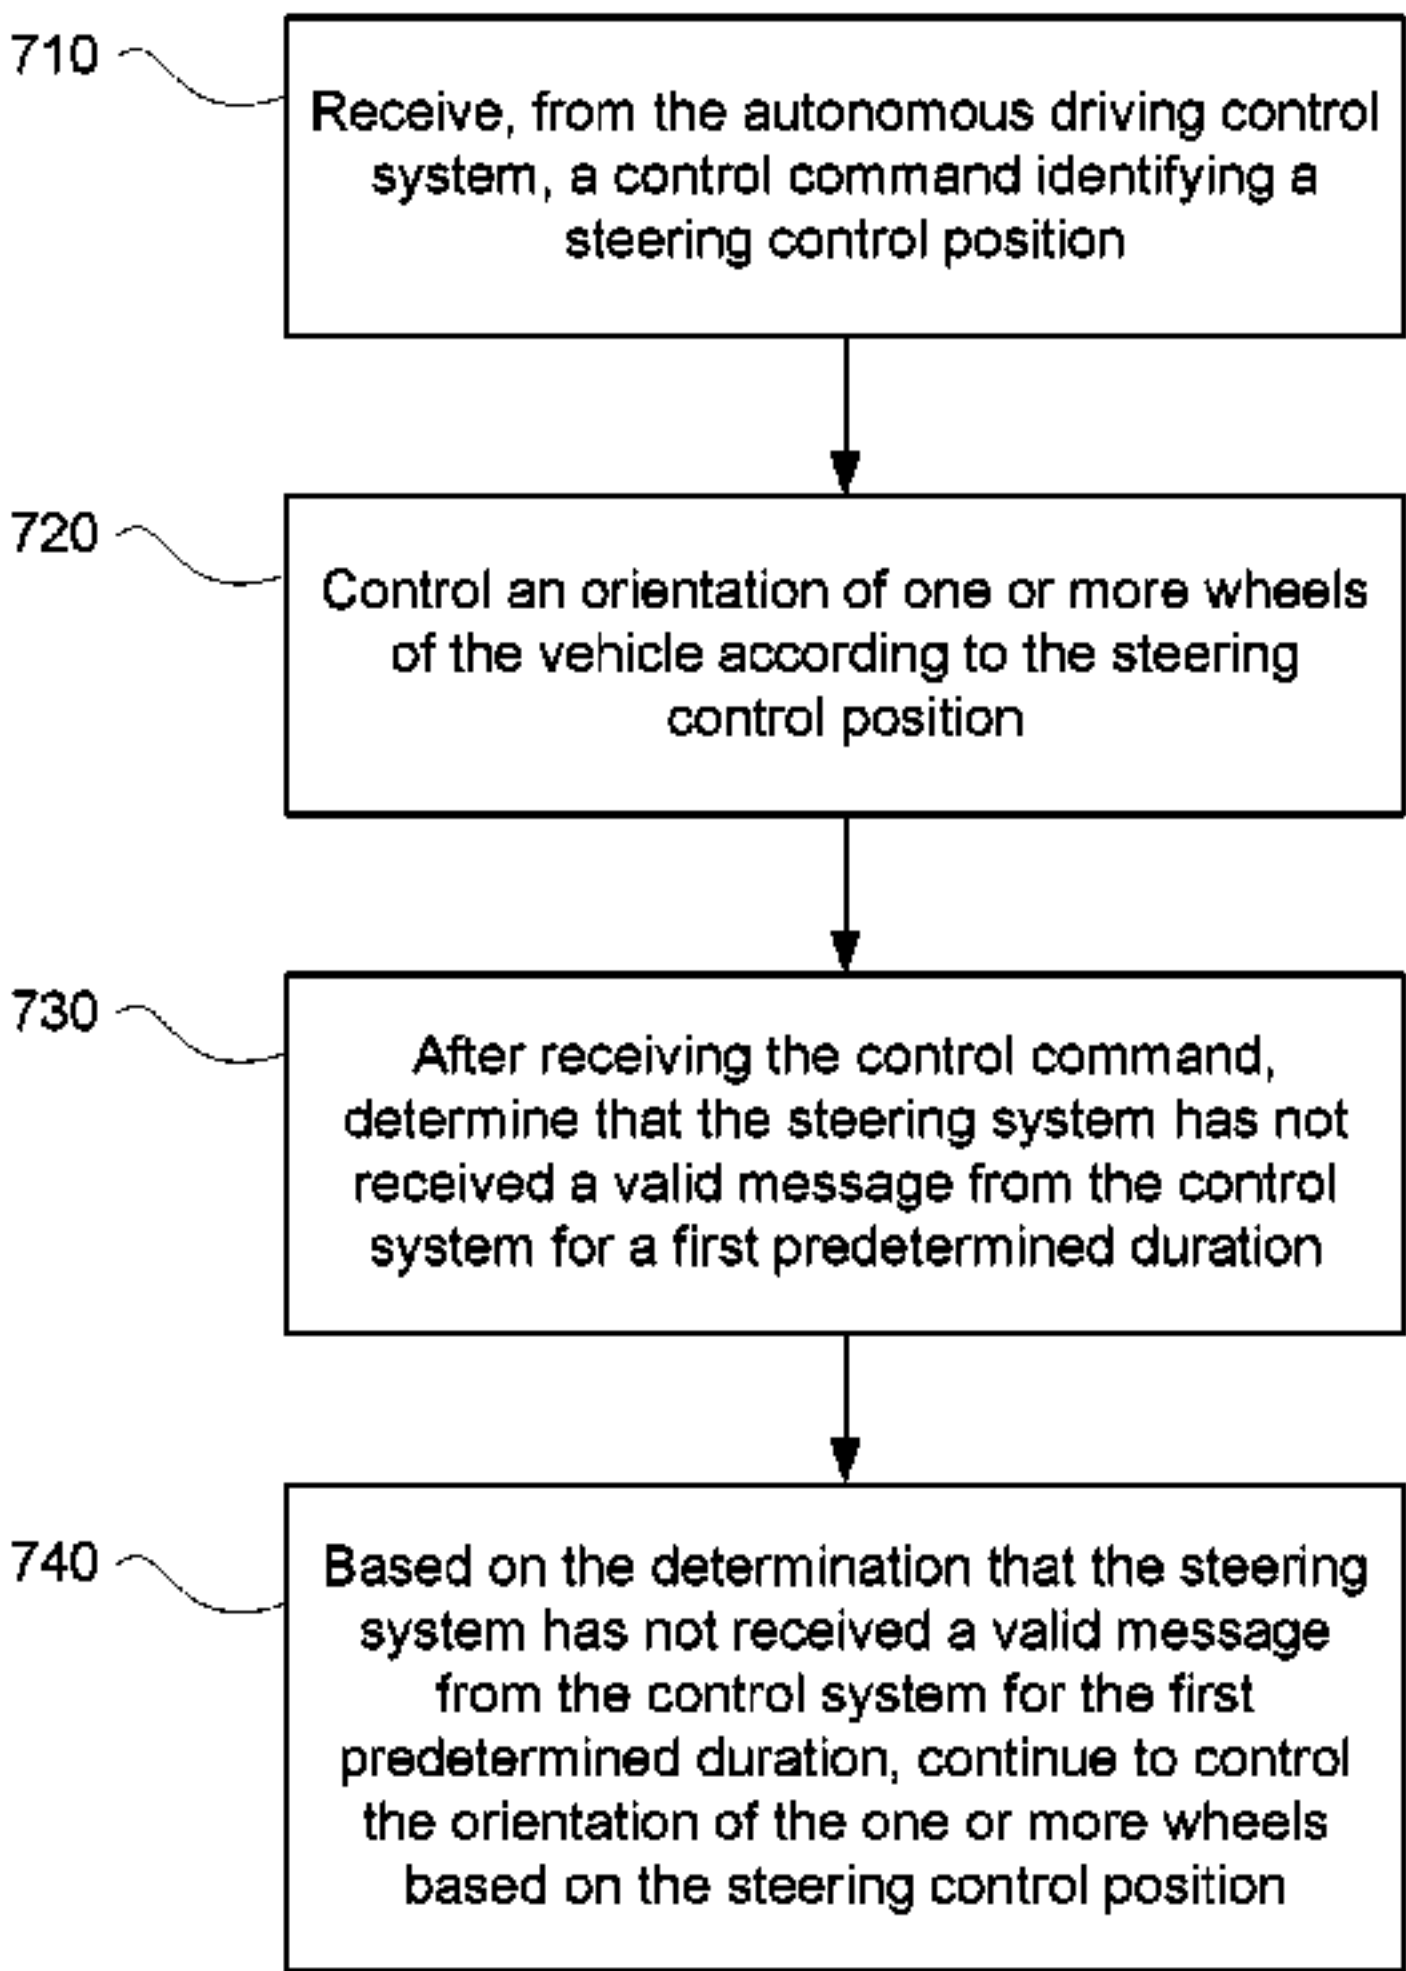 710
Receive, from the autonomous driving control
system, a control command identifying a
steering control position
720
Control an orientation of one or more wheels
of the vehicle according to the steering
control position
730
After receiving the control command,
determine that the steering system has not
received a valid message from the control
system for a first predetermined duration
740
Based on the determination that the steering
system has not received a valid message
from the control system for the first
predetermined duration, continue to control
the orientation of the one or more wheels
based on the steering control position